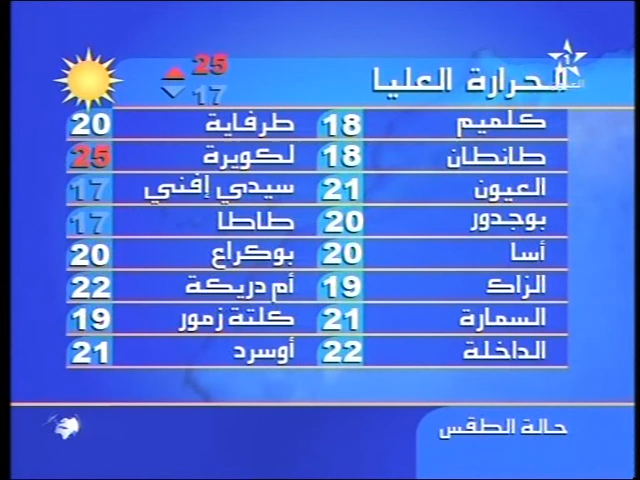 الحرارة العليا
25
17
كلميم 18 طرفاية 20
طانطان 18 لكويرة 25
العيون 21 سيدي إفني 17
بوجدور 20 طاطا 17
أسا 20 بوكراع 20
الزاك 19 أم دريكة 22
السمارة 21 كلتة زمور 19
الداخلة 22 أوسرد 21
حالة الطقس